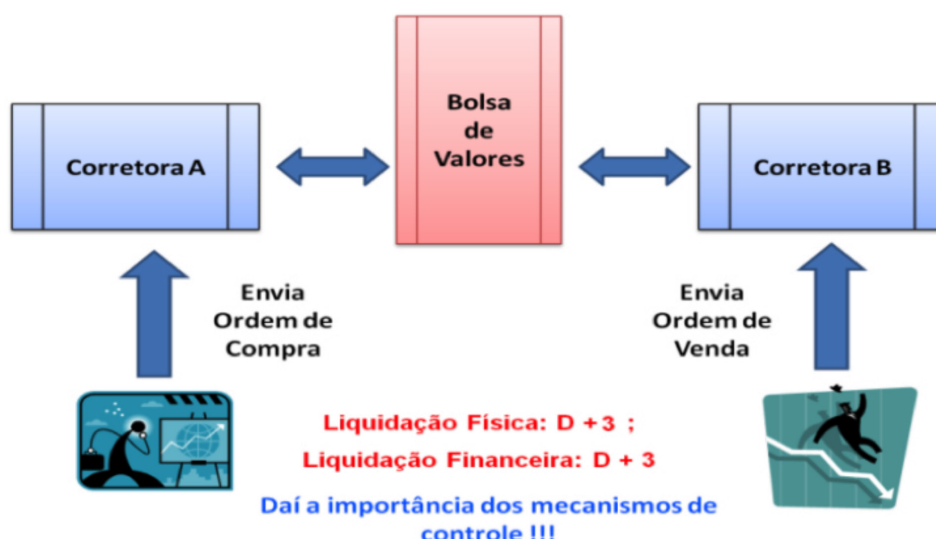 Bolsa
de
Valores
Corretora A
Corretora B
Envia
Ordem de
Compra
Envia
Ordem de
Venda
Liquidação Física: D + 3 ;
Liquidação Financeira: D + 3
Daí a importância dos mecanismos de
controle !!!